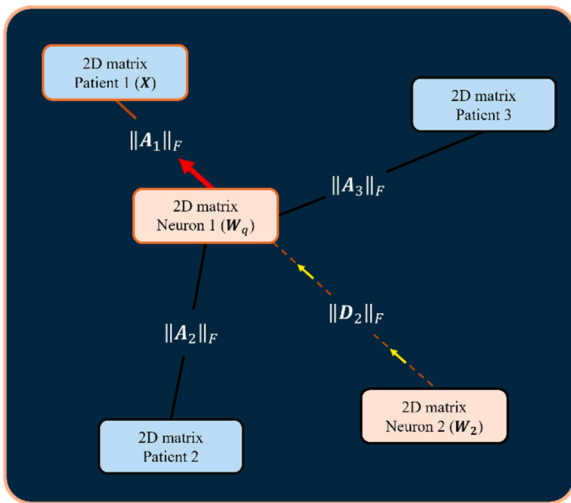 2D matrix
Patient 1 (X)
2D matrix
Patient 3
‖A₁‖F
‖A₃‖F
2D matrix
Neuron 1 (Wq)
‖D₂‖F
‖A₂‖F
2D matrix
Neuron 2 (W₂)
2D matrix
Patient 2